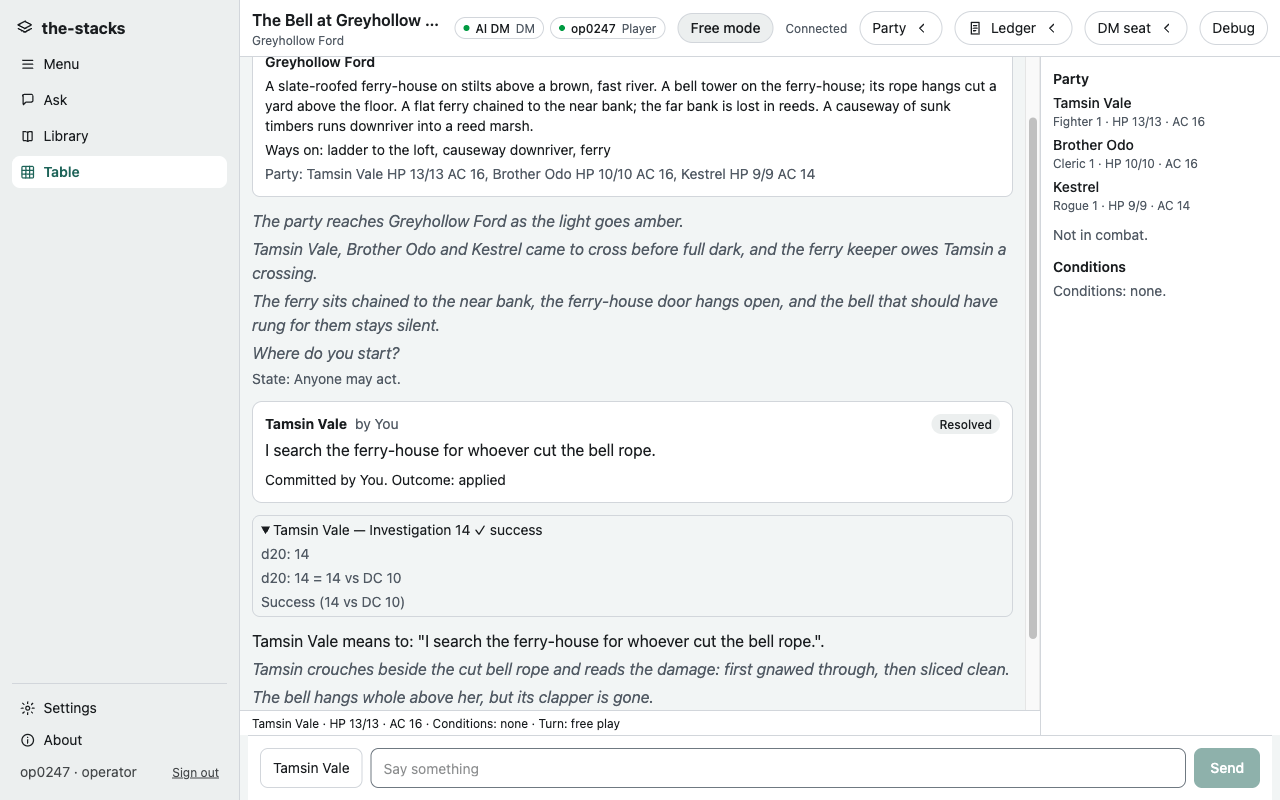 the-stacks
Menu
Ask
Library
Table
Settings
About
op0247 · operator
Sign out
The Bell at Greyhollow ...
Greyhollow Ford
AI DM DM
op0247 Player
Free mode
Connected
Party
Ledger
DM seat
Debug
Greyhollow Ford
A slate-roofed ferry-house on stilts above a brown, fast river. A bell tower on the ferry-house; its rope hangs cut a
yard above the floor. A flat ferry chained to the near bank; the far bank is lost in reeds. A causeway of sunk
timbers runs downriver into a reed marsh.
Ways on: ladder to the loft, causeway downriver, ferry
Party: Tamsin Vale HP 13/13 AC 16, Brother Odo HP 10/10 AC 16, Kestrel HP 9/9 AC 14
The party reaches Greyhollow Ford as the light goes amber.
Tamsin Vale, Brother Odo and Kestrel came to cross before full dark, and the ferry keeper owes Tamsin a
crossing.
The ferry sits chained to the near bank, the ferry-house door hangs open, and the bell that should have
rung for them stays silent.
Where do you start?
State: Anyone may act.
Tamsin Vale by You
Resolved
I search the ferry-house for whoever cut the bell rope.
Committed by You. Outcome: applied
▼ Tamsin Vale — Investigation 14 ✓ success
d20: 14
d20: 14 = 14 vs DC 10
Success (14 vs DC 10)
Tamsin Vale means to: "I search the ferry-house for whoever cut the bell rope.".
Tamsin crouches beside the cut bell rope and reads the damage: first gnawed through, then sliced clean.
The bell hangs whole above her, but its clapper is gone.
Tamsin Vale · HP 13/13 · AC 16 · Conditions: none · Turn: free play
Tamsin Vale
Say something
Send
Party
Tamsin Vale
Fighter 1 · HP 13/13 · AC 16
Brother Odo
Cleric 1 · HP 10/10 · AC 16
Kestrel
Rogue 1 · HP 9/9 · AC 14
Not in combat.
Conditions
Conditions: none.